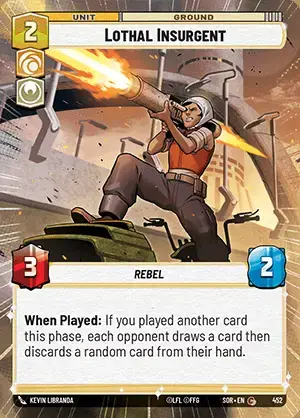 UNIT GROUND
2
LOTHAL INSURGENT
3
REBEL
2
When Played: If you played another card
this phase, each opponent draws a card then
discards a random card from their hand.
KEVIN LIBRANDA ©LFL ©FFG SOR • EN C 452